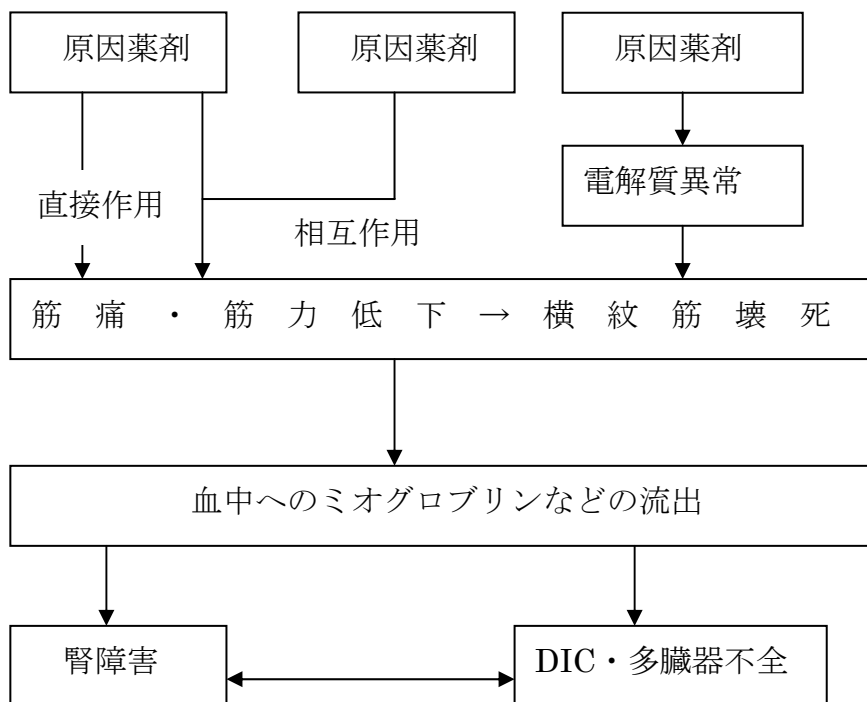 原因薬剤
原因薬剤
原因薬剤
電解質異常
直接作用
相互作用
筋痛・筋力低下→横紋筋壊死
血中へのミオグロブリンなどの流出
腎障害
DIC・多臓器不全